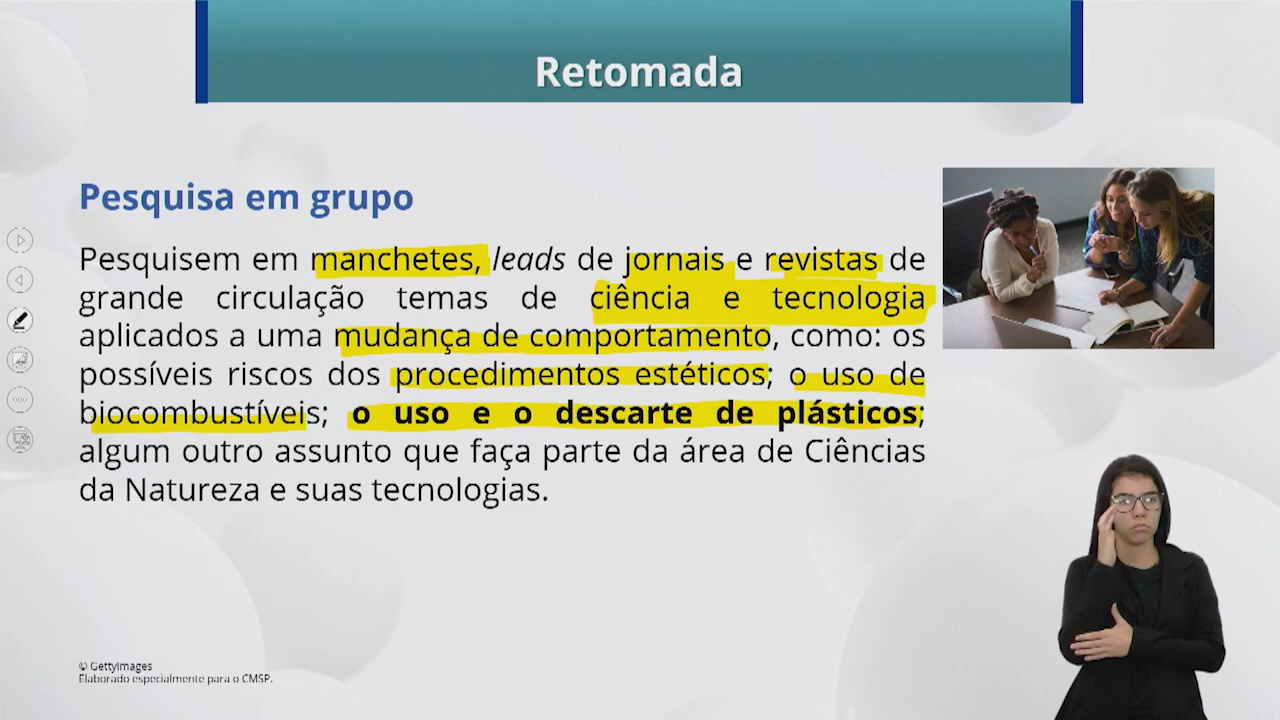 Retomada
Pesquisa em grupo
Pesquisem em manchetes, leads de jornais e revistas de
grande circulação temas de ciência e tecnologia
aplicados a uma mudança de comportamento, como: os
possíveis riscos dos procedimentos estéticos; o uso de
biocombustíveis; o uso e o descarte de plásticos;
algum outro assunto que faça parte da área de Ciências
da Natureza e suas tecnologias.
© GettyImages
Elaborado especialmente para o CMSP.